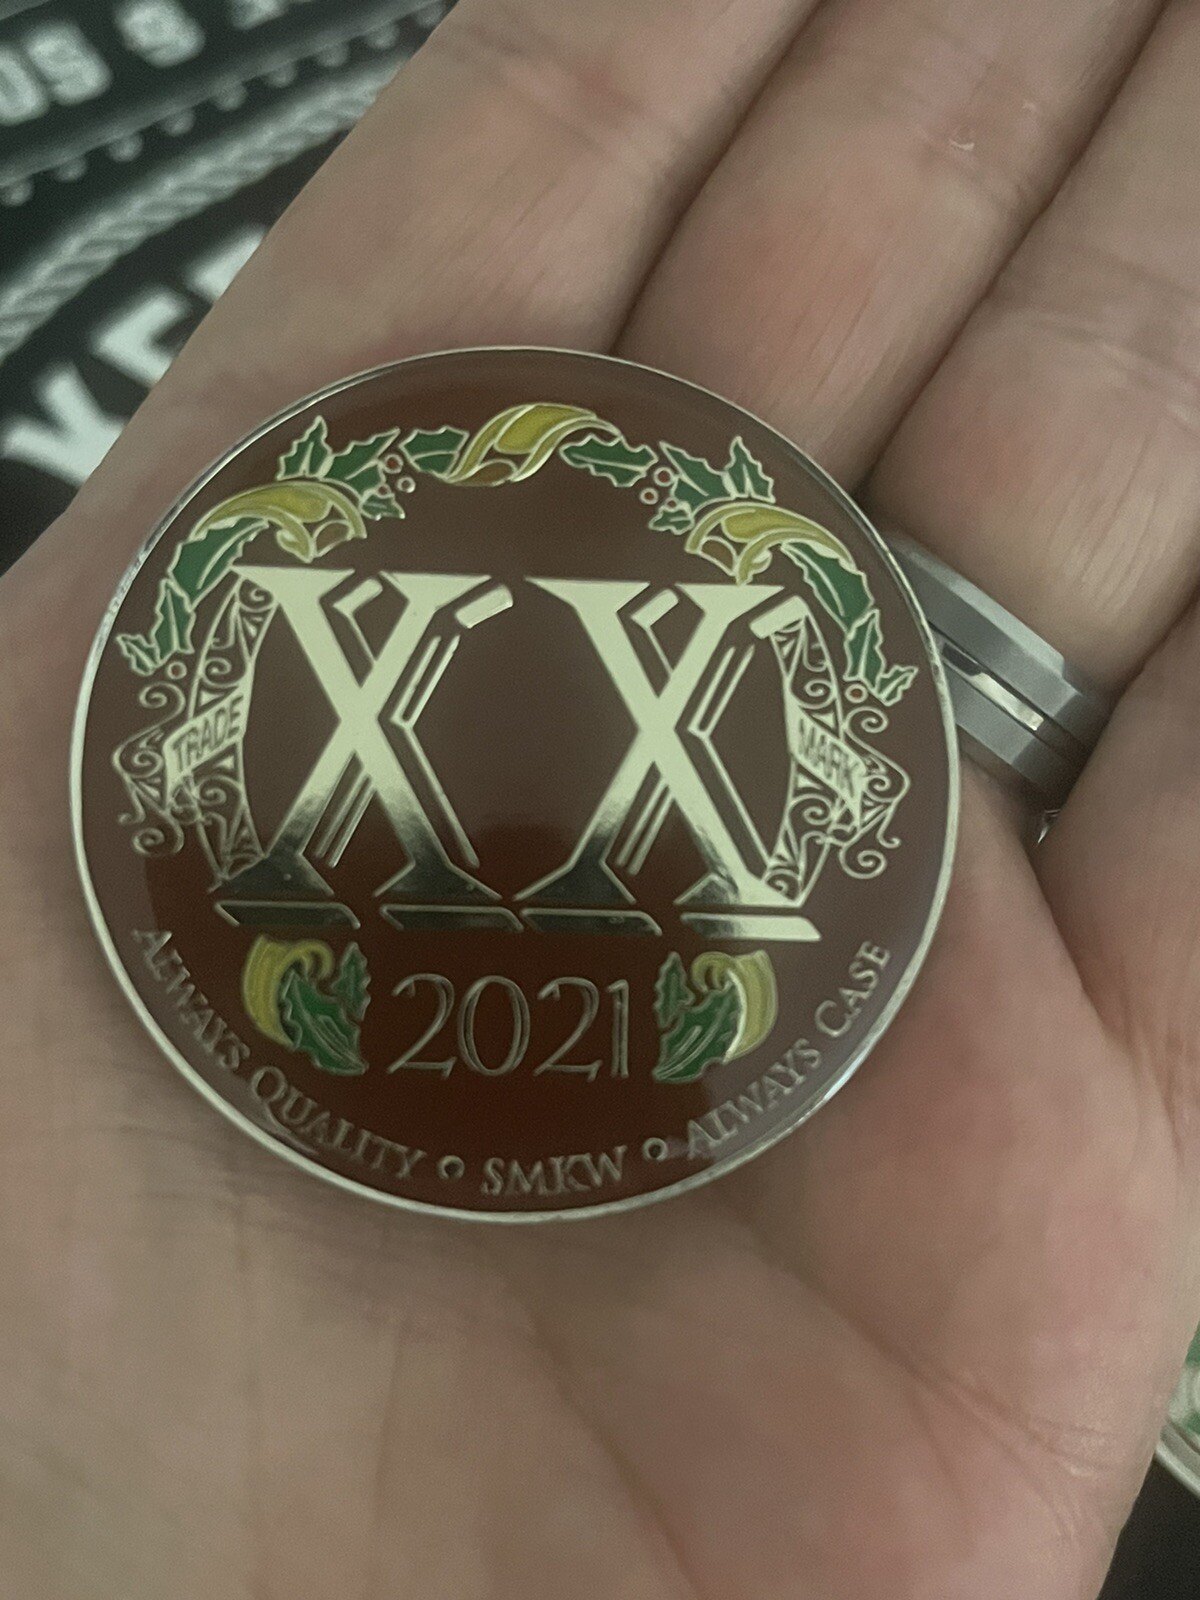 XX
TRADE
MARK
2021
ALWAYS QUALITY • SMKW • ALWAYS CASE